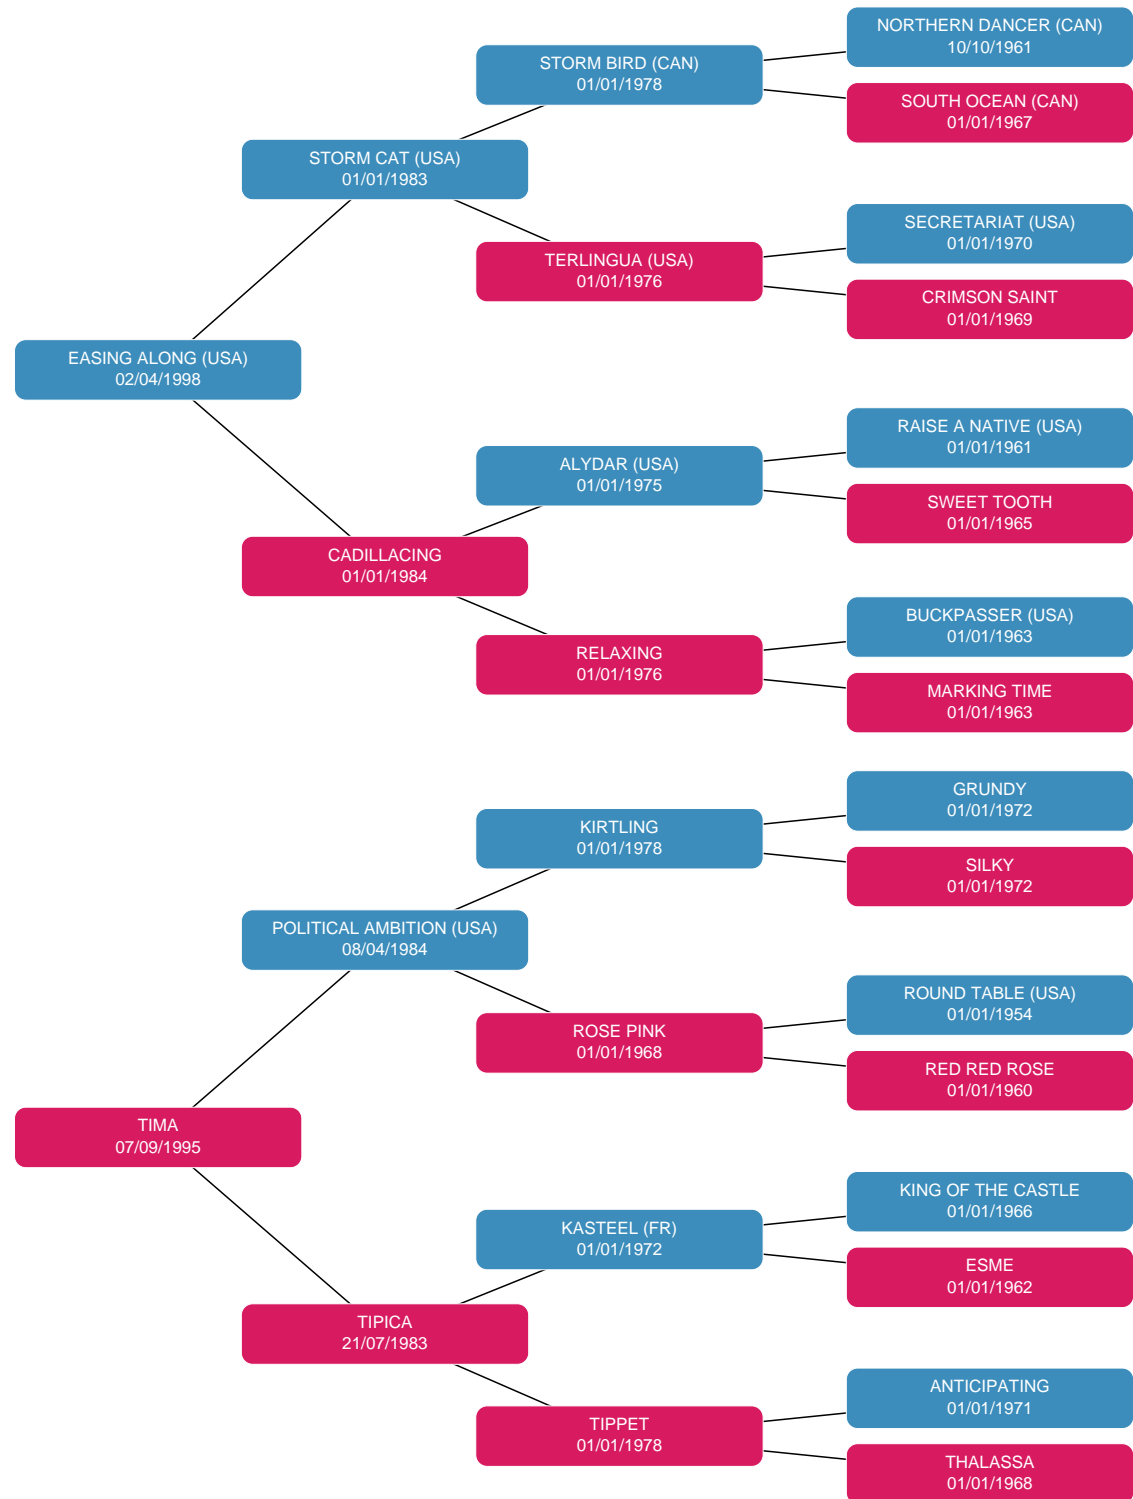 NORTHERN DANCER (CAN)
10/10/1961
STORM BIRD (CAN)
01/01/1978
SOUTH OCEAN (CAN)
01/01/1967
STORM CAT (USA)
01/01/1983
SECRETARIAT (USA)
01/01/1970
TERLINGUA (USA)
01/01/1976
CRIMSON SAINT
01/01/1969
EASING ALONG (USA)
02/04/1998
RAISE A NATIVE (USA)
01/01/1961
ALYDAR (USA)
01/01/1975
SWEET TOOTH
01/01/1965
CADILLACING
01/01/1984
BUCKPASSER (USA)
01/01/1963
RELAXING
01/01/1976
MARKING TIME
01/01/1963
GRUNDY
01/01/1972
KIRTLING
01/01/1978
SILKY
01/01/1972
POLITICAL AMBITION (USA)
08/04/1984
ROUND TABLE (USA)
01/01/1954
ROSE PINK
01/01/1968
RED RED ROSE
01/01/1960
TIMA
07/09/1995
KING OF THE CASTLE
01/01/1966
KASTEEL (FR)
01/01/1972
ESME
01/01/1962
TIPICA
21/07/1983
ANTICIPATING
01/01/1971
TIPPET
01/01/1978
THALASSA
01/01/1968